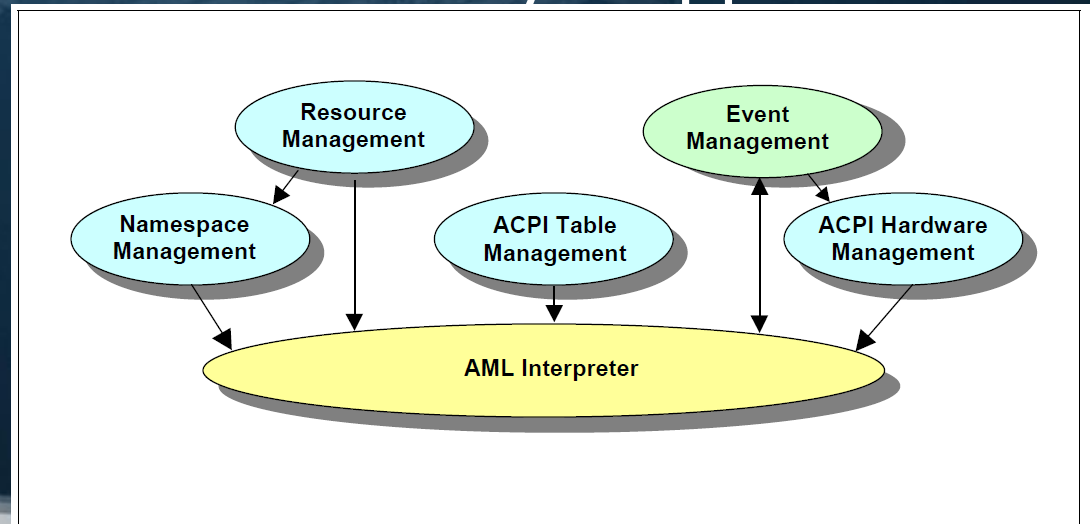 Resource
Management
Event
Management
Namespace
Management
ACPI Table
Management
ACPI Hardware
Management
AML Interpreter